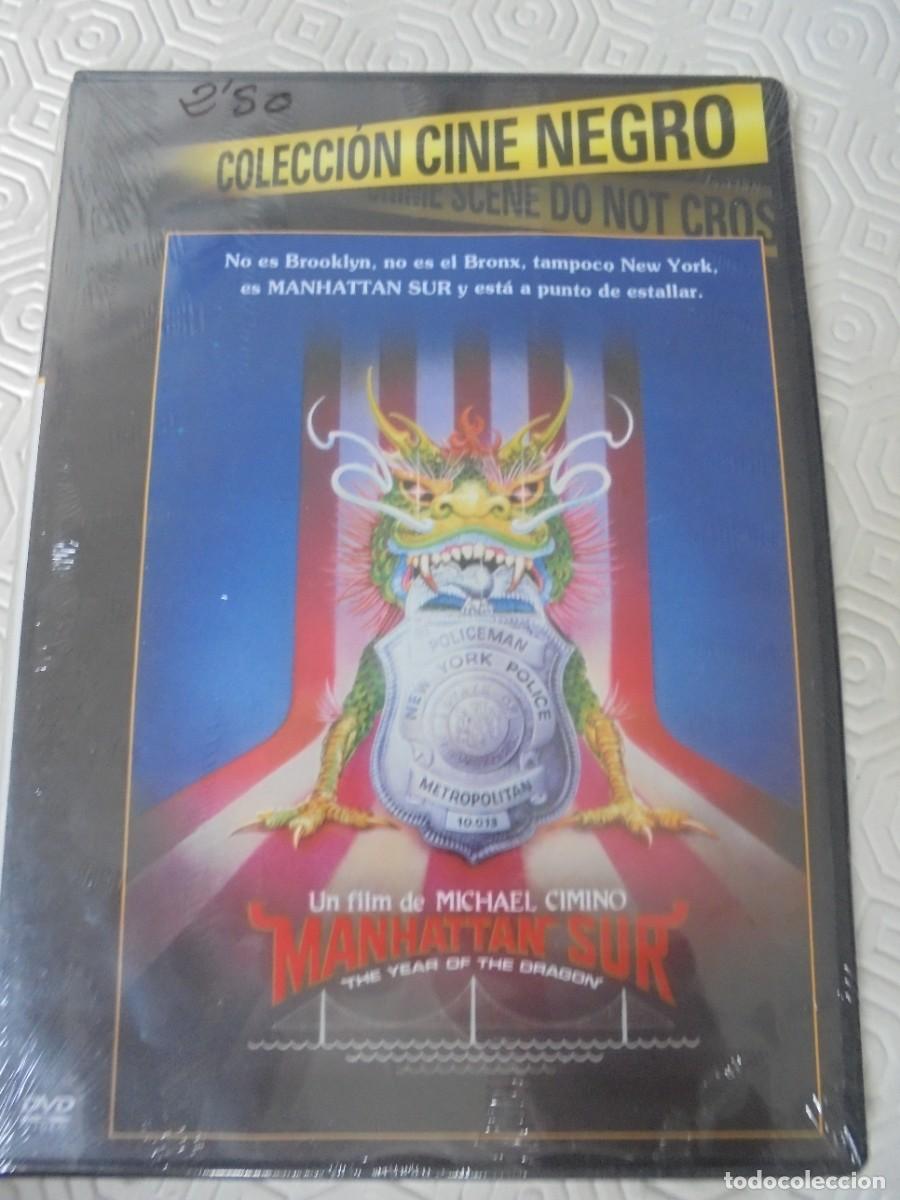 2'50
COLECCIÓN CINE NEGRO
CRIME SCENE DO NOT CROS
No es Brooklyn, no es el Bronx, tampoco New York,
es MANHATTAN SUR y está a punto de estallar.
POLICEMAN
NEW YORK POLICE
METROPOLITAN
10.013
Un film de MICHAEL CIMINO
MANHATTAN SUR
"THE YEAR OF THE DRAGON"
DVD
todocoleccion